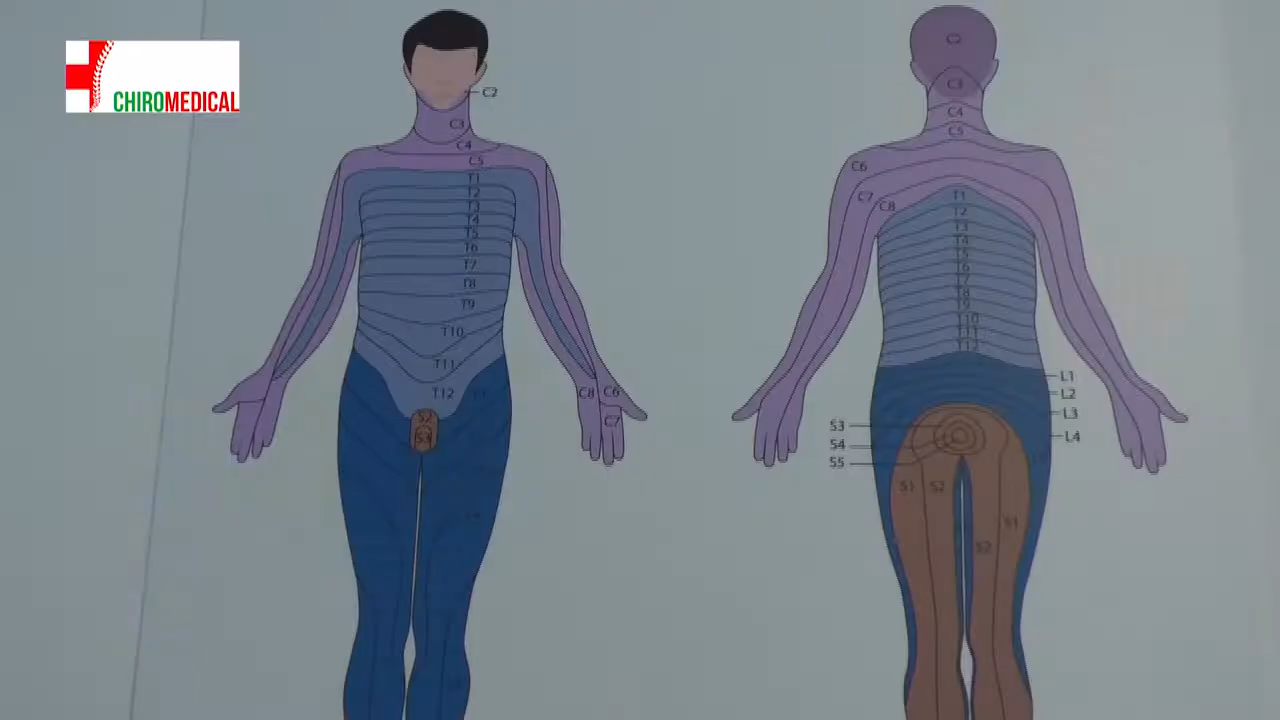 CHIROMEDICAL
C2
C3
C4
C5
T1
T2
T3
T4
T5
T6
T7
T8
T9
T10
T11
T12
S2
S3
C8 C6
C7
C2
C3
C4
C5
C6
C7
C8
T1
T2
T3
T4
T5
T6
T7
T8
T9
T10
T11
L1
L2
L3
L4
S3
S4
S5
S1 S2
S1
S2